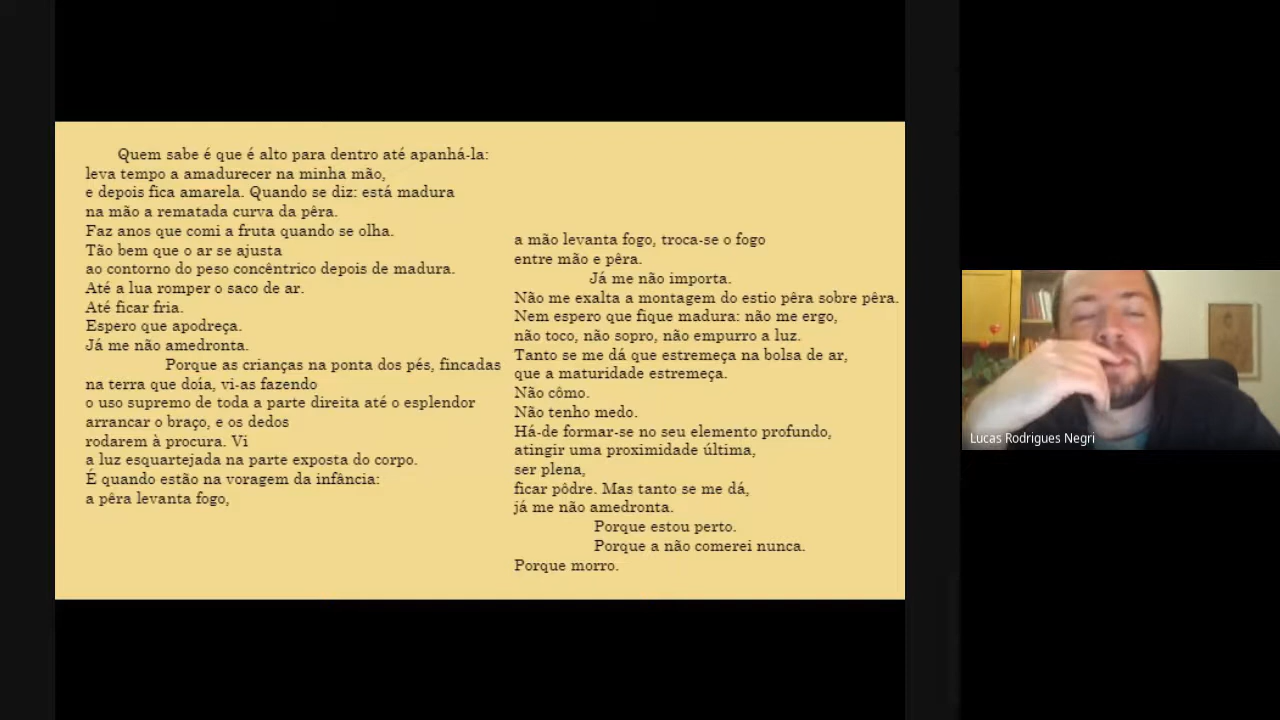 Quem sabe é que é alto para dentro até apanhá-la:
leva tempo a amadurecer na minha mão,
e depois fica amarela. Quando se diz: está madura
na mão a rematada curva da pêra.
Faz anos que comi a fruta quando se olha.
Tão bem que o ar se ajusta
ao contorno do peso concêntrico depois de madura.
Até a lua romper o saco de ar.
Até ficar fria.
Espero que apodreça.
Já me não amedronta.
Porque as crianças na ponta dos pés, fincadas
na terra que doía, vi-as fazendo
o uso supremo de toda a parte direita até o esplendor
arrancar o braço, e os dedos
rodarem à procura. Vi
a luz esquartejada na parte exposta do corpo.
É quando estão na voragem da infância:
a pêra levanta fogo,
a mão levanta fogo, troca-se o fogo
entre mão e pêra.
Já me não importa.
Não me exalta a montagem do estio pêra sobre pêra.
Nem espero que fique madura: não me ergo,
não toco, não sopro, não empurro a luz.
Tanto se me dá que estremeça na bolsa de ar,
que a maturidade estremeça.
Não cômo.
Não tenho medo.
Há-de formar-se no seu elemento profundo,
atingir uma proximidade última,
ser plena,
ficar pôdre. Mas tanto se me dá,
já me não amedronta.
Porque estou perto.
Porque a não comerei nunca.
Porque morro.
Lucas Rodrigues Negri